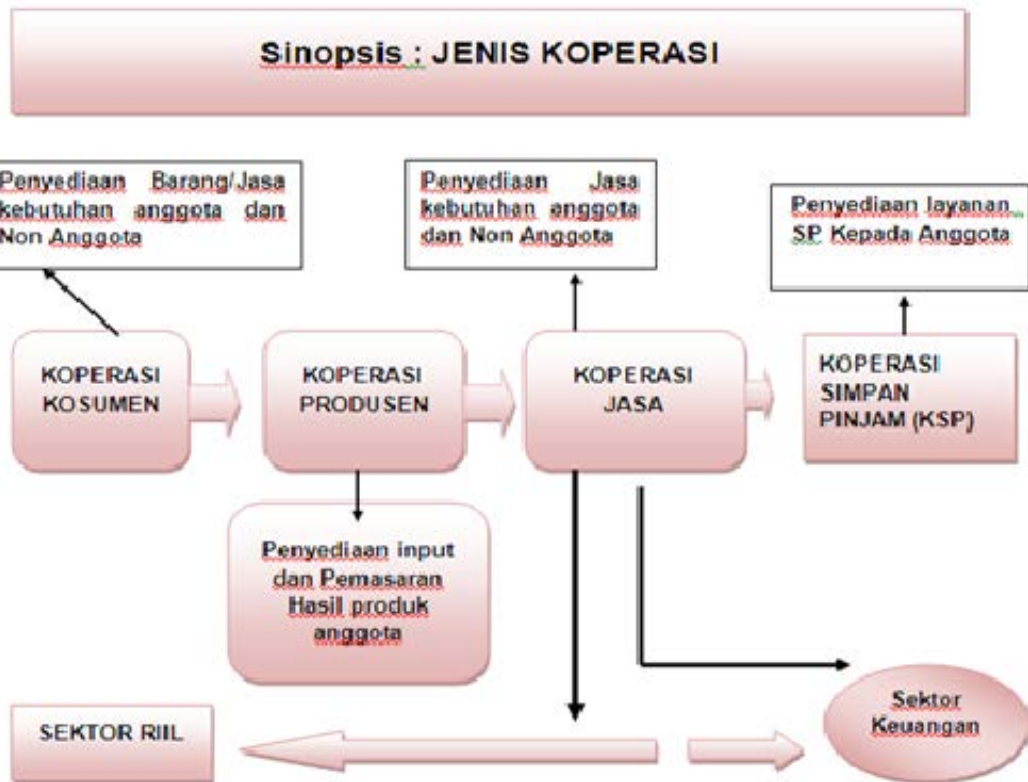 Sinopsis : JENIS KOPERASI
Penyediaan Barang/Jasa
kebutuhan anggota dan
Non Anggota
Penyediaan Jasa
kebutuhan anggota
dan Non Anggota
Penyediaan layanan
SP Kepada Anggota
KOPERASI
KOSUMEN
KOPERASI
PRODUSEN
KOPERASI
JASA
KOPERASI
SIMPAN
PINJAM (KSP)
Penyediaan input
dan Pemasaran
Hasil produk
anggota
SEKTOR RIIL
Sektor
Keuangan